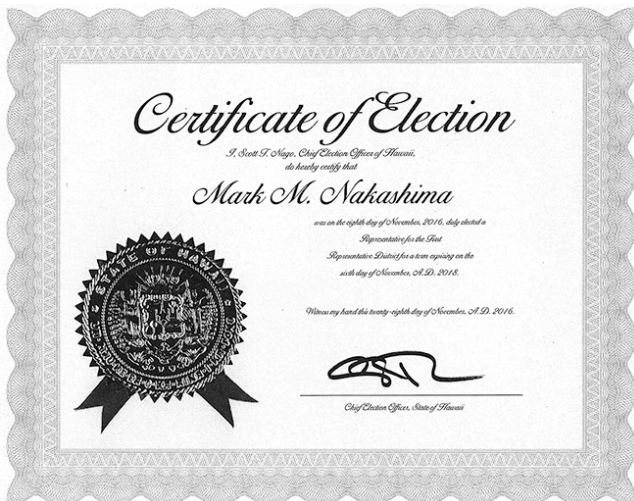 Certificate of Election
I, Scott T. Nago, Chief Election Officer of Hawaii,
do hereby certify that
Mark M. Nakashima
was on the eighth day of November, 2016, duly elected a
Representative for the First
Representative District for a term expiring on the
sixth day of November, A.D. 2018.
Witness my hand this twenty-eighth day of November, A.D. 2016.
Chief Election Officer, State of Hawaii
STATE OF HAWAII